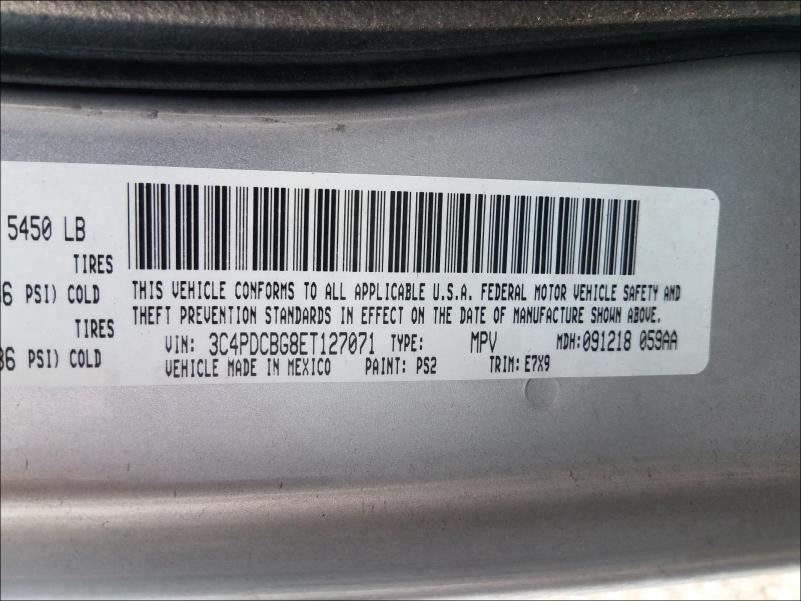 5450 LB
TIRES
36 PSI) COLD
TIRES
36 PSI) COLD
THIS VEHICLE CONFORMS TO ALL APPLICABLE U.S.A. FEDERAL MOTOR VEHICLE SAFETY AND
THEFT PREVENTION STANDARDS IN EFFECT ON THE DATE OF MANUFACTURE SHOWN ABOVE.
VIN: 3C4PDCBG8ET127071 TYPE: MPV MDH:091218 059AA
VEHICLE MADE IN MEXICO PAINT: PS2 TRIM: E7X9